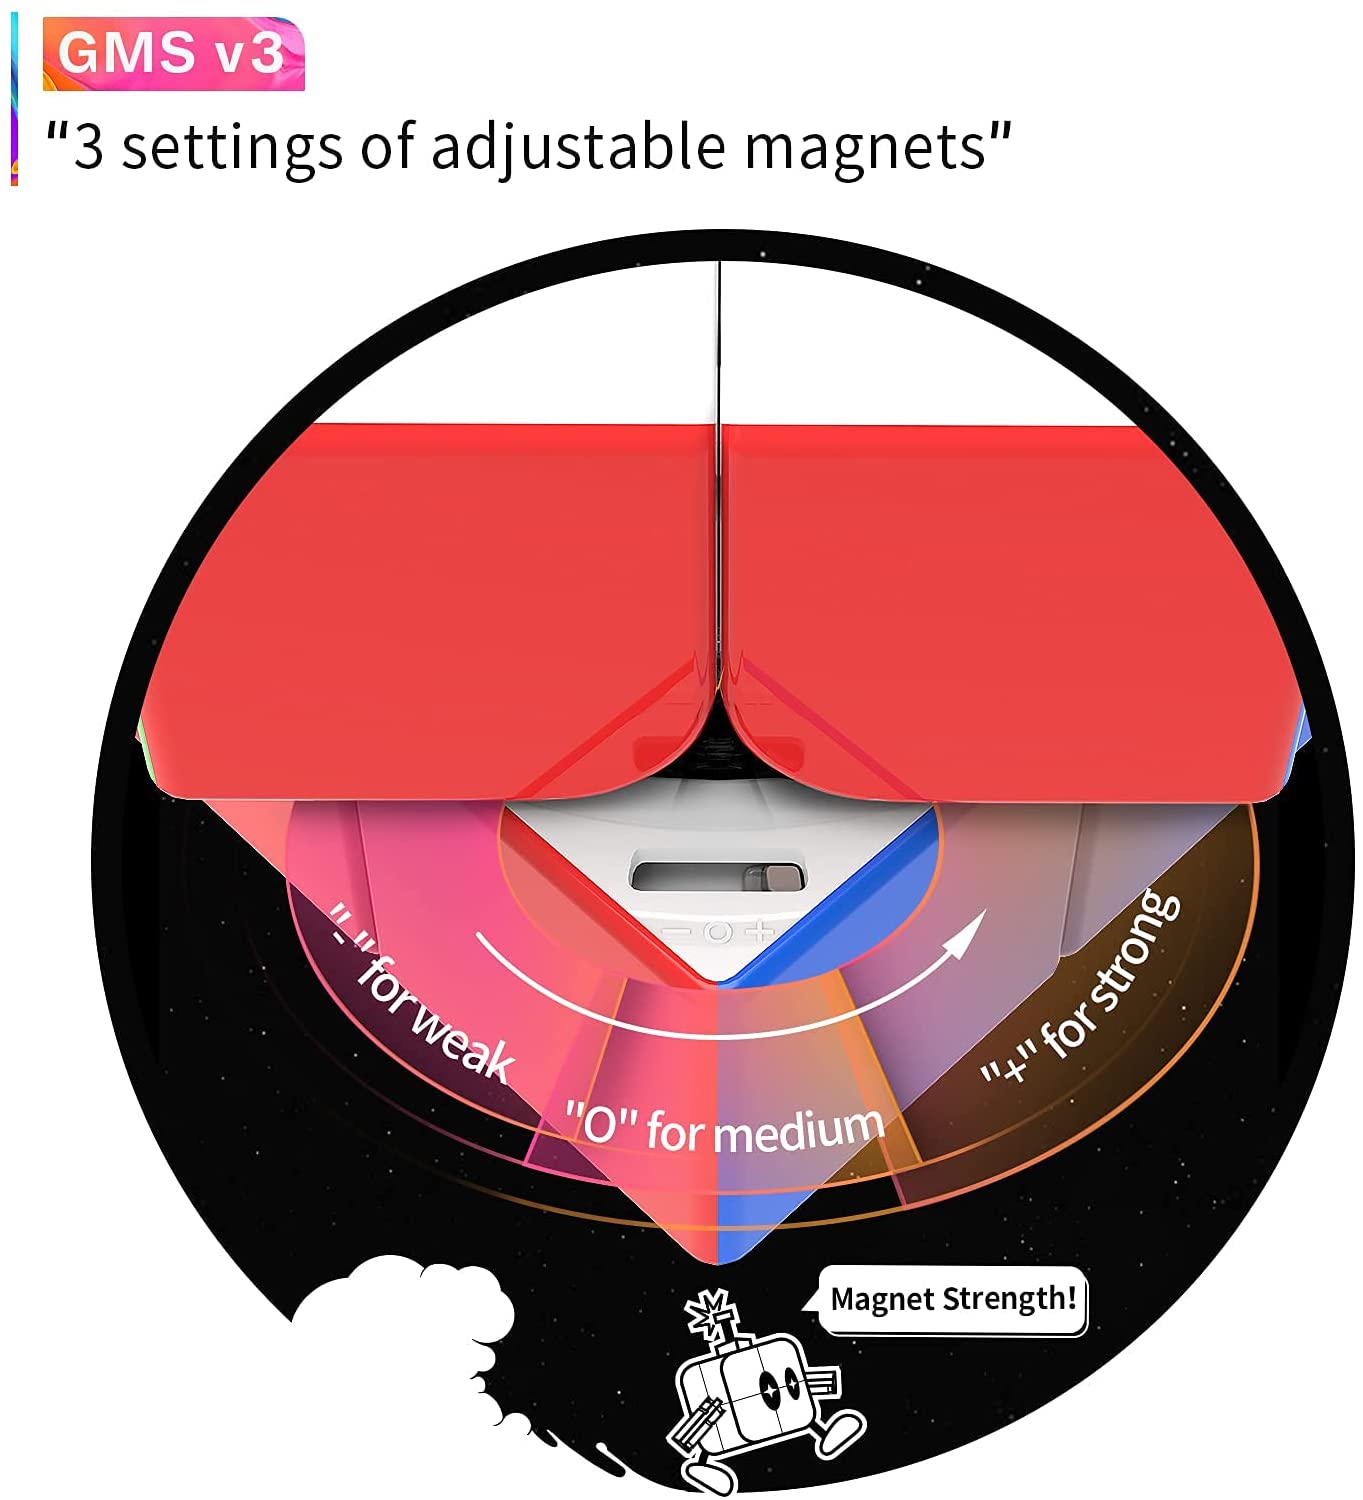 GMS v3
"3 settings of adjustable magnets"
− O +
"-" for weak
"O" for medium
"+" for strong
Magnet Strength!